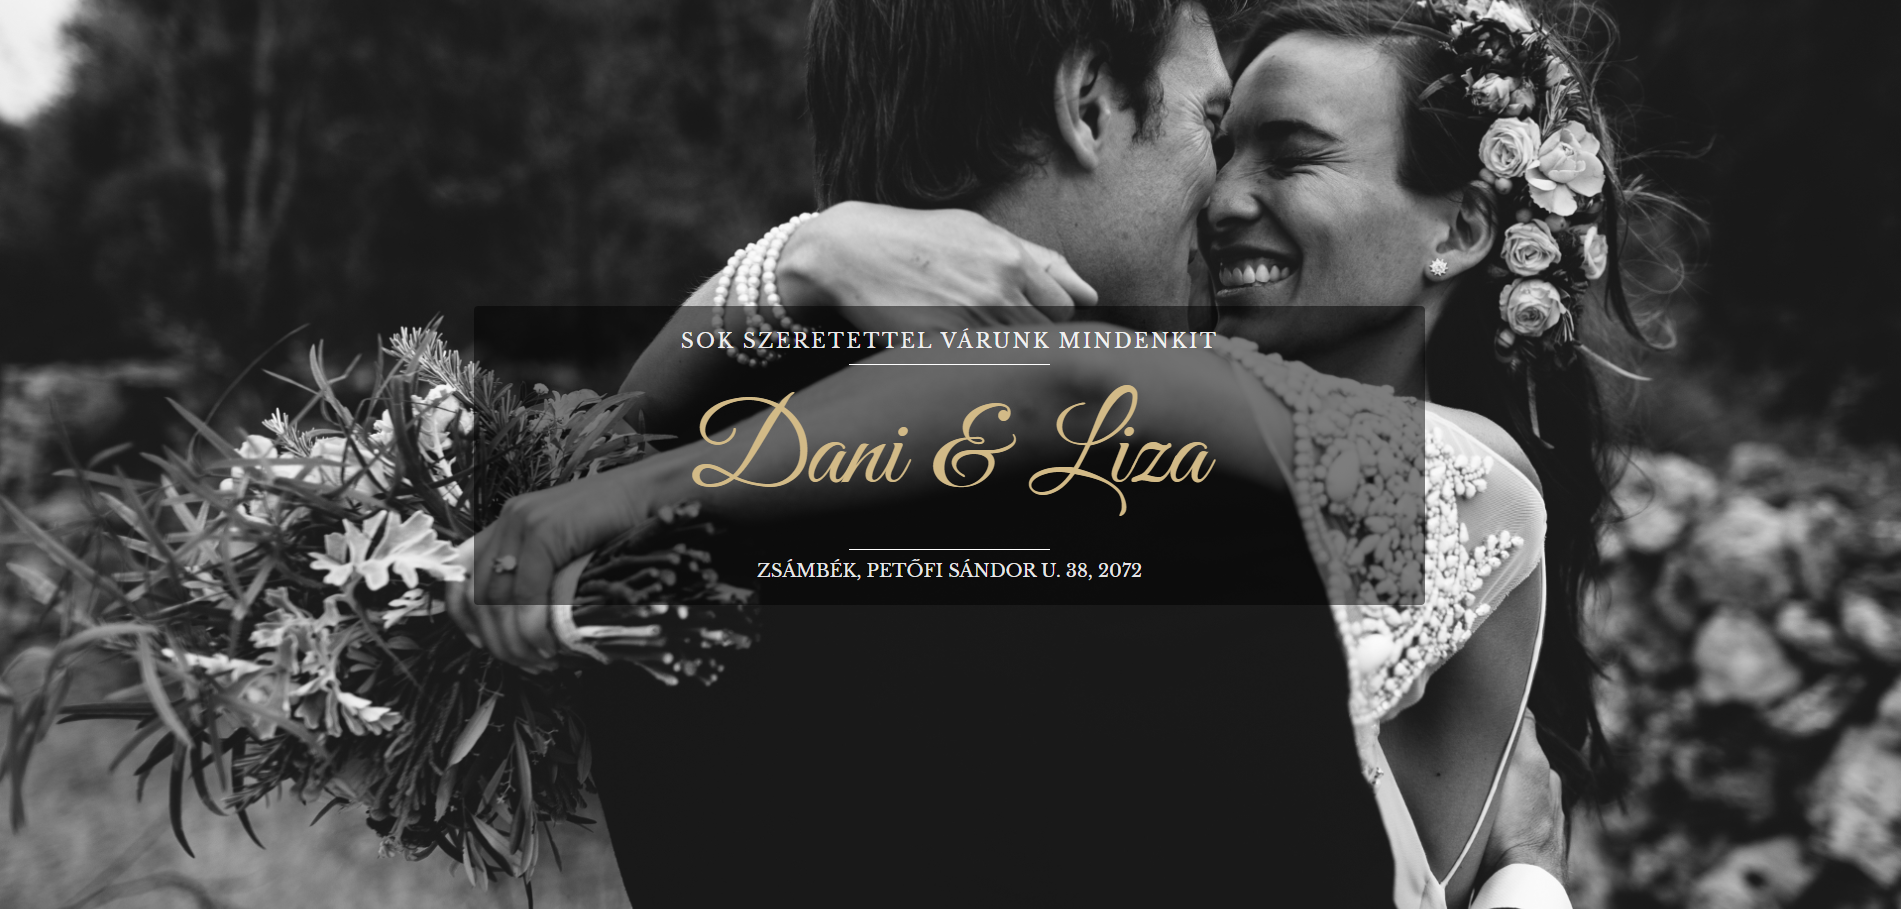 SOK SZERETETTEL VÁRUNK MINDENKIT
Dani & Liza
ZSÁMBÉK, PETŐFI SÁNDOR U. 38, 2072